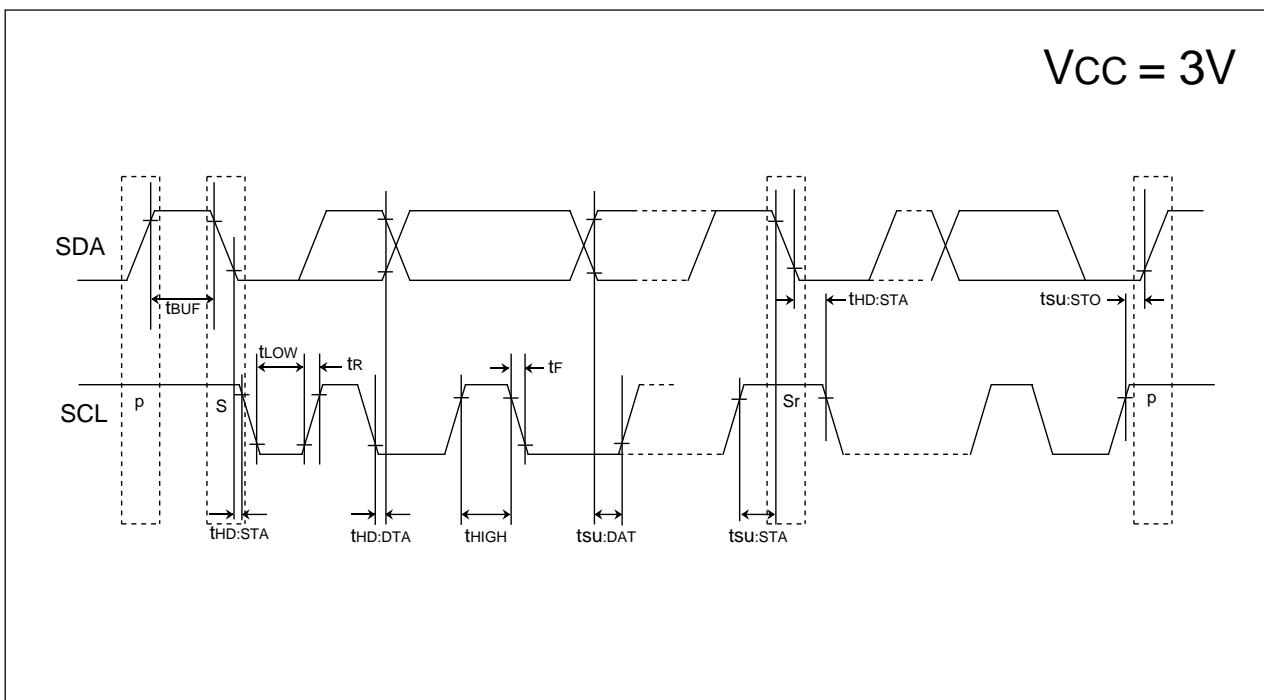 VCC = 3V
SDA
tBUF
tHD:STA
tsu:STO
tLOW
tR
tF
SCL
p
S
Sr
p
tHD:STA
tHD:DTA
tHIGH
tsu:DAT
tsu:STA